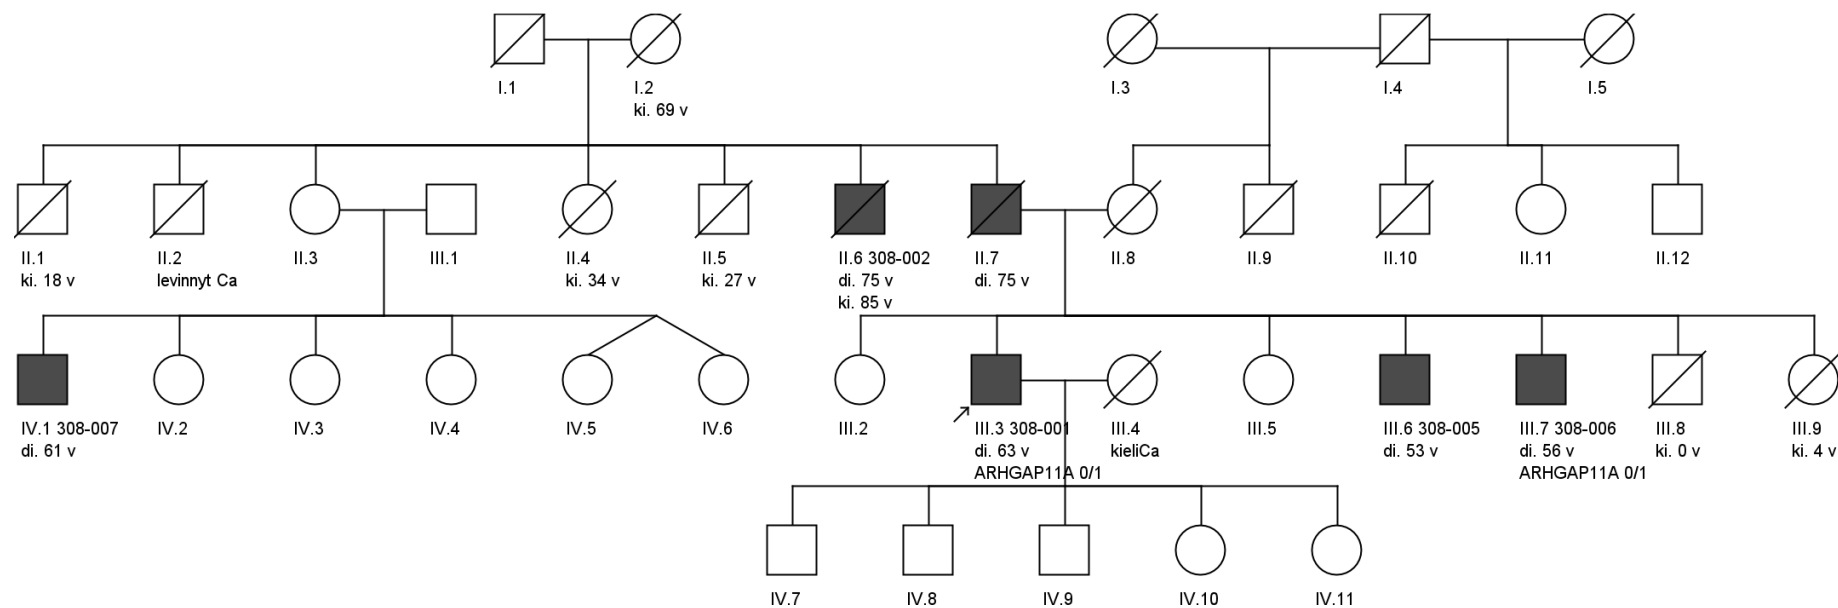 I.1
I.2
ki. 69 v
I.3
I.4
I.5
II.1
ki. 18 v
II.2
levinnyt Ca
II.3
III.1
II.4
ki. 34 v
II.5
ki. 27 v
II.6 308-002
di. 75 v
ki. 85 v
II.7
di. 75 v
II.8
II.9
II.10
II.11
II.12
IV.1 308-007
di. 61 v
IV.2
IV.3
IV.4
IV.5
IV.6
III.2
III.3 308-001
di. 63 v
ARHGAP11A 0/1
III.4
kieliCa
III.5
III.6 308-005
di. 53 v
III.7 308-006
di. 56 v
ARHGAP11A 0/1
III.8
ki. 0 v
III.9
ki. 4 v
IV.7
IV.8
IV.9
IV.10
IV.11